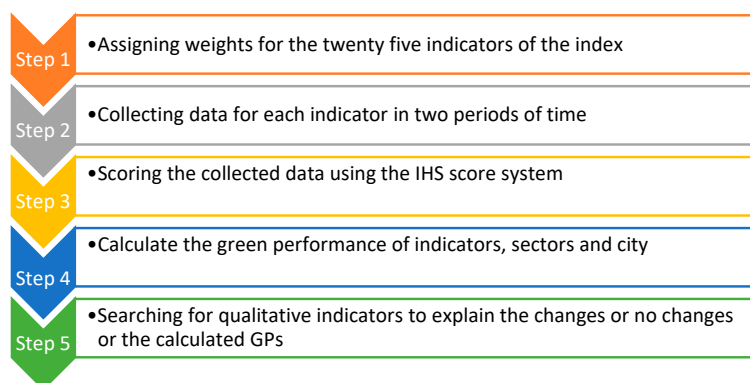 Step 1
•Assigning weights for the twenty five indicators of the index
Step 2
•Collecting data for each indicator in two periods of time
Step 3
•Scoring the collected data using the IHS score system
Step 4
•Calculate the green performance of indicators, sectors and city
Step 5
•Searching for qualitative indicators to explain the changes or no changes
or the calculated GPs